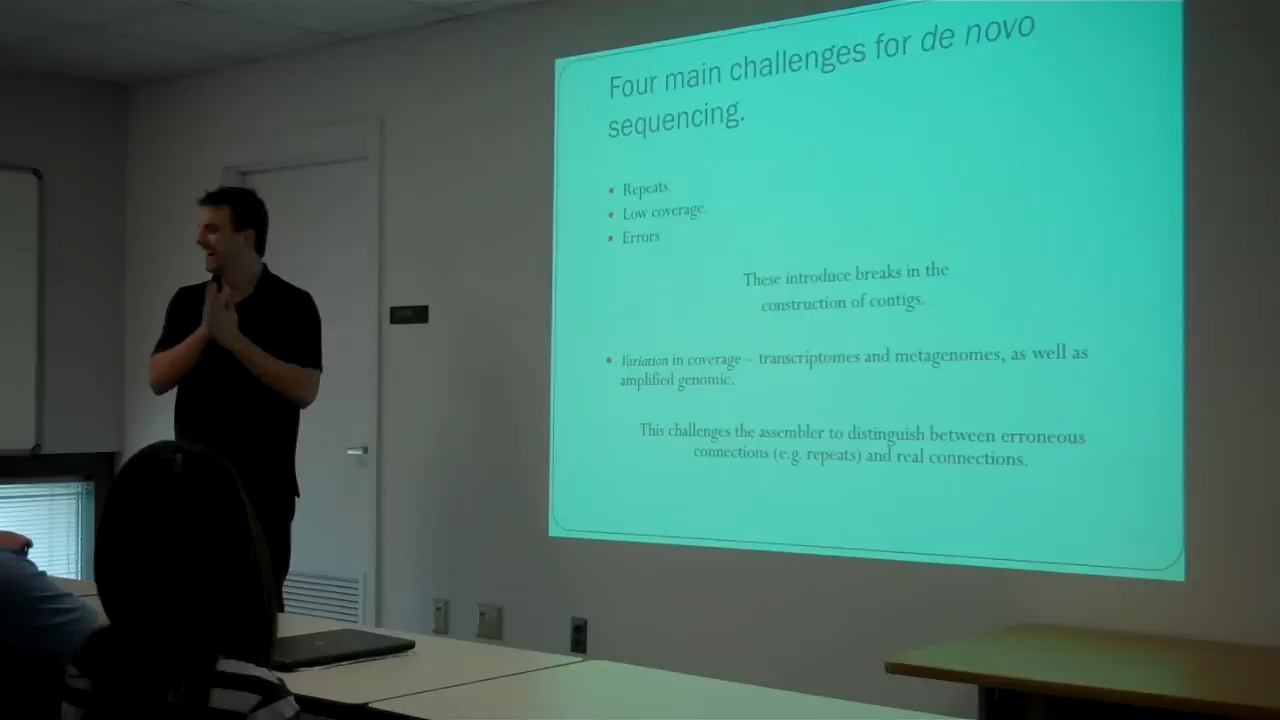 Four main challenges for de novo
sequencing.
• Repeats.
• Low coverage.
• Errors
These introduce breaks in the
construction of contigs.
• Variation in coverage – transcriptomes and metagenomes, as well as
amplified genomic.
This challenges the assembler to distinguish between erroneous
connections (e.g. repeats) and real connections.